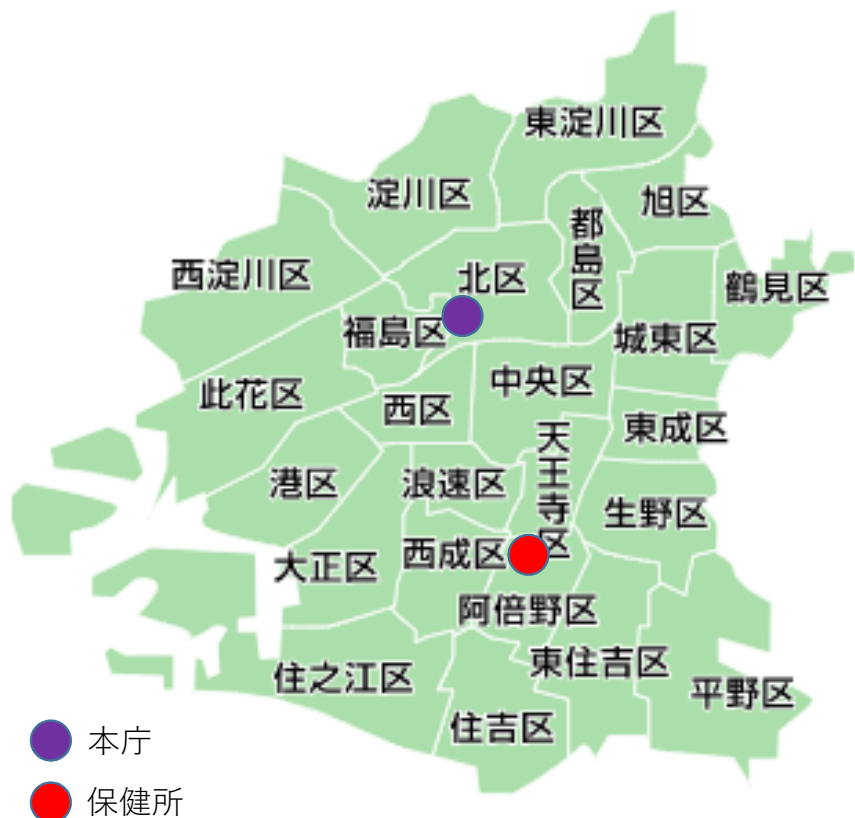 東淀川区
淀川区
旭区
都島区
西淀川区
北区
鶴見区
福島区
城東区
此花区
中央区
西区
東成区
天王寺区
港区
浪速区
生野区
西成区
大正区
阿倍野区
東住吉区
住之江区
平野区
住吉区
本庁
保健所